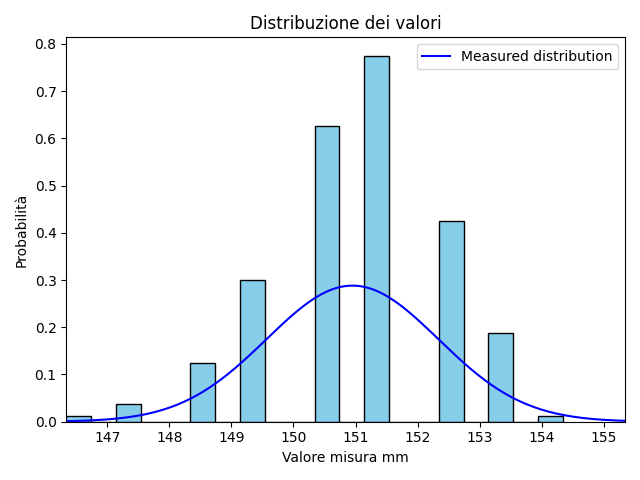 Distribuzione dei valori
Measured distribution
0.8
0.7
0.6
0.5
0.4
0.3
0.2
0.1
0.0
Probabilità
147 148 149 150 151 152 153 154 155
Valore misura mm